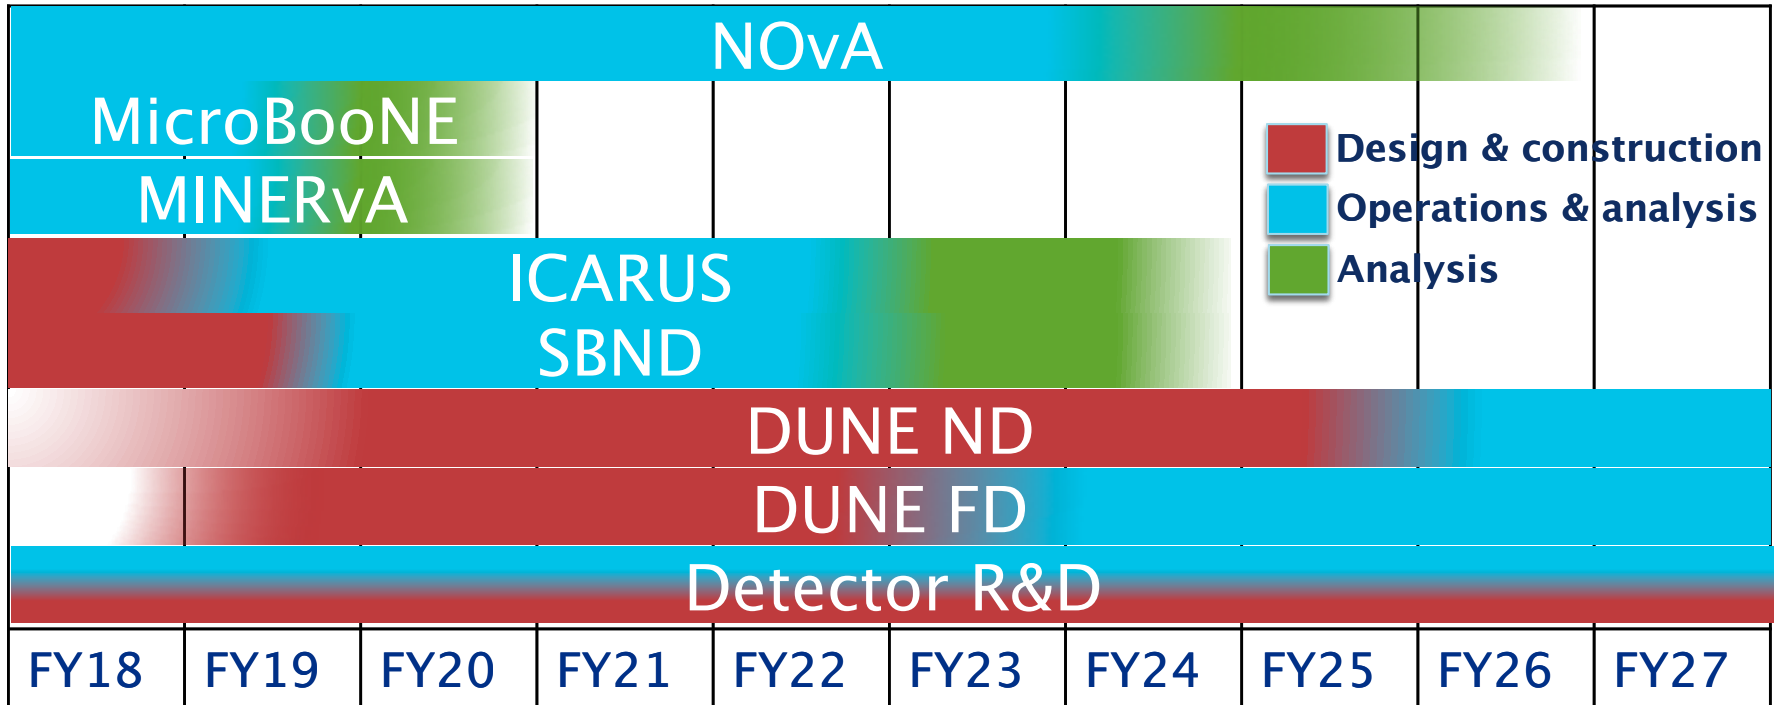 NOvA
MicroBooNE
MINERvA
ICARUS
SBND
DUNE ND
DUNE FD
Detector R&D
Design & construction
Operations & analysis
Analysis
FY18 FY19 FY20 FY21 FY22 FY23 FY24 FY25 FY26 FY27